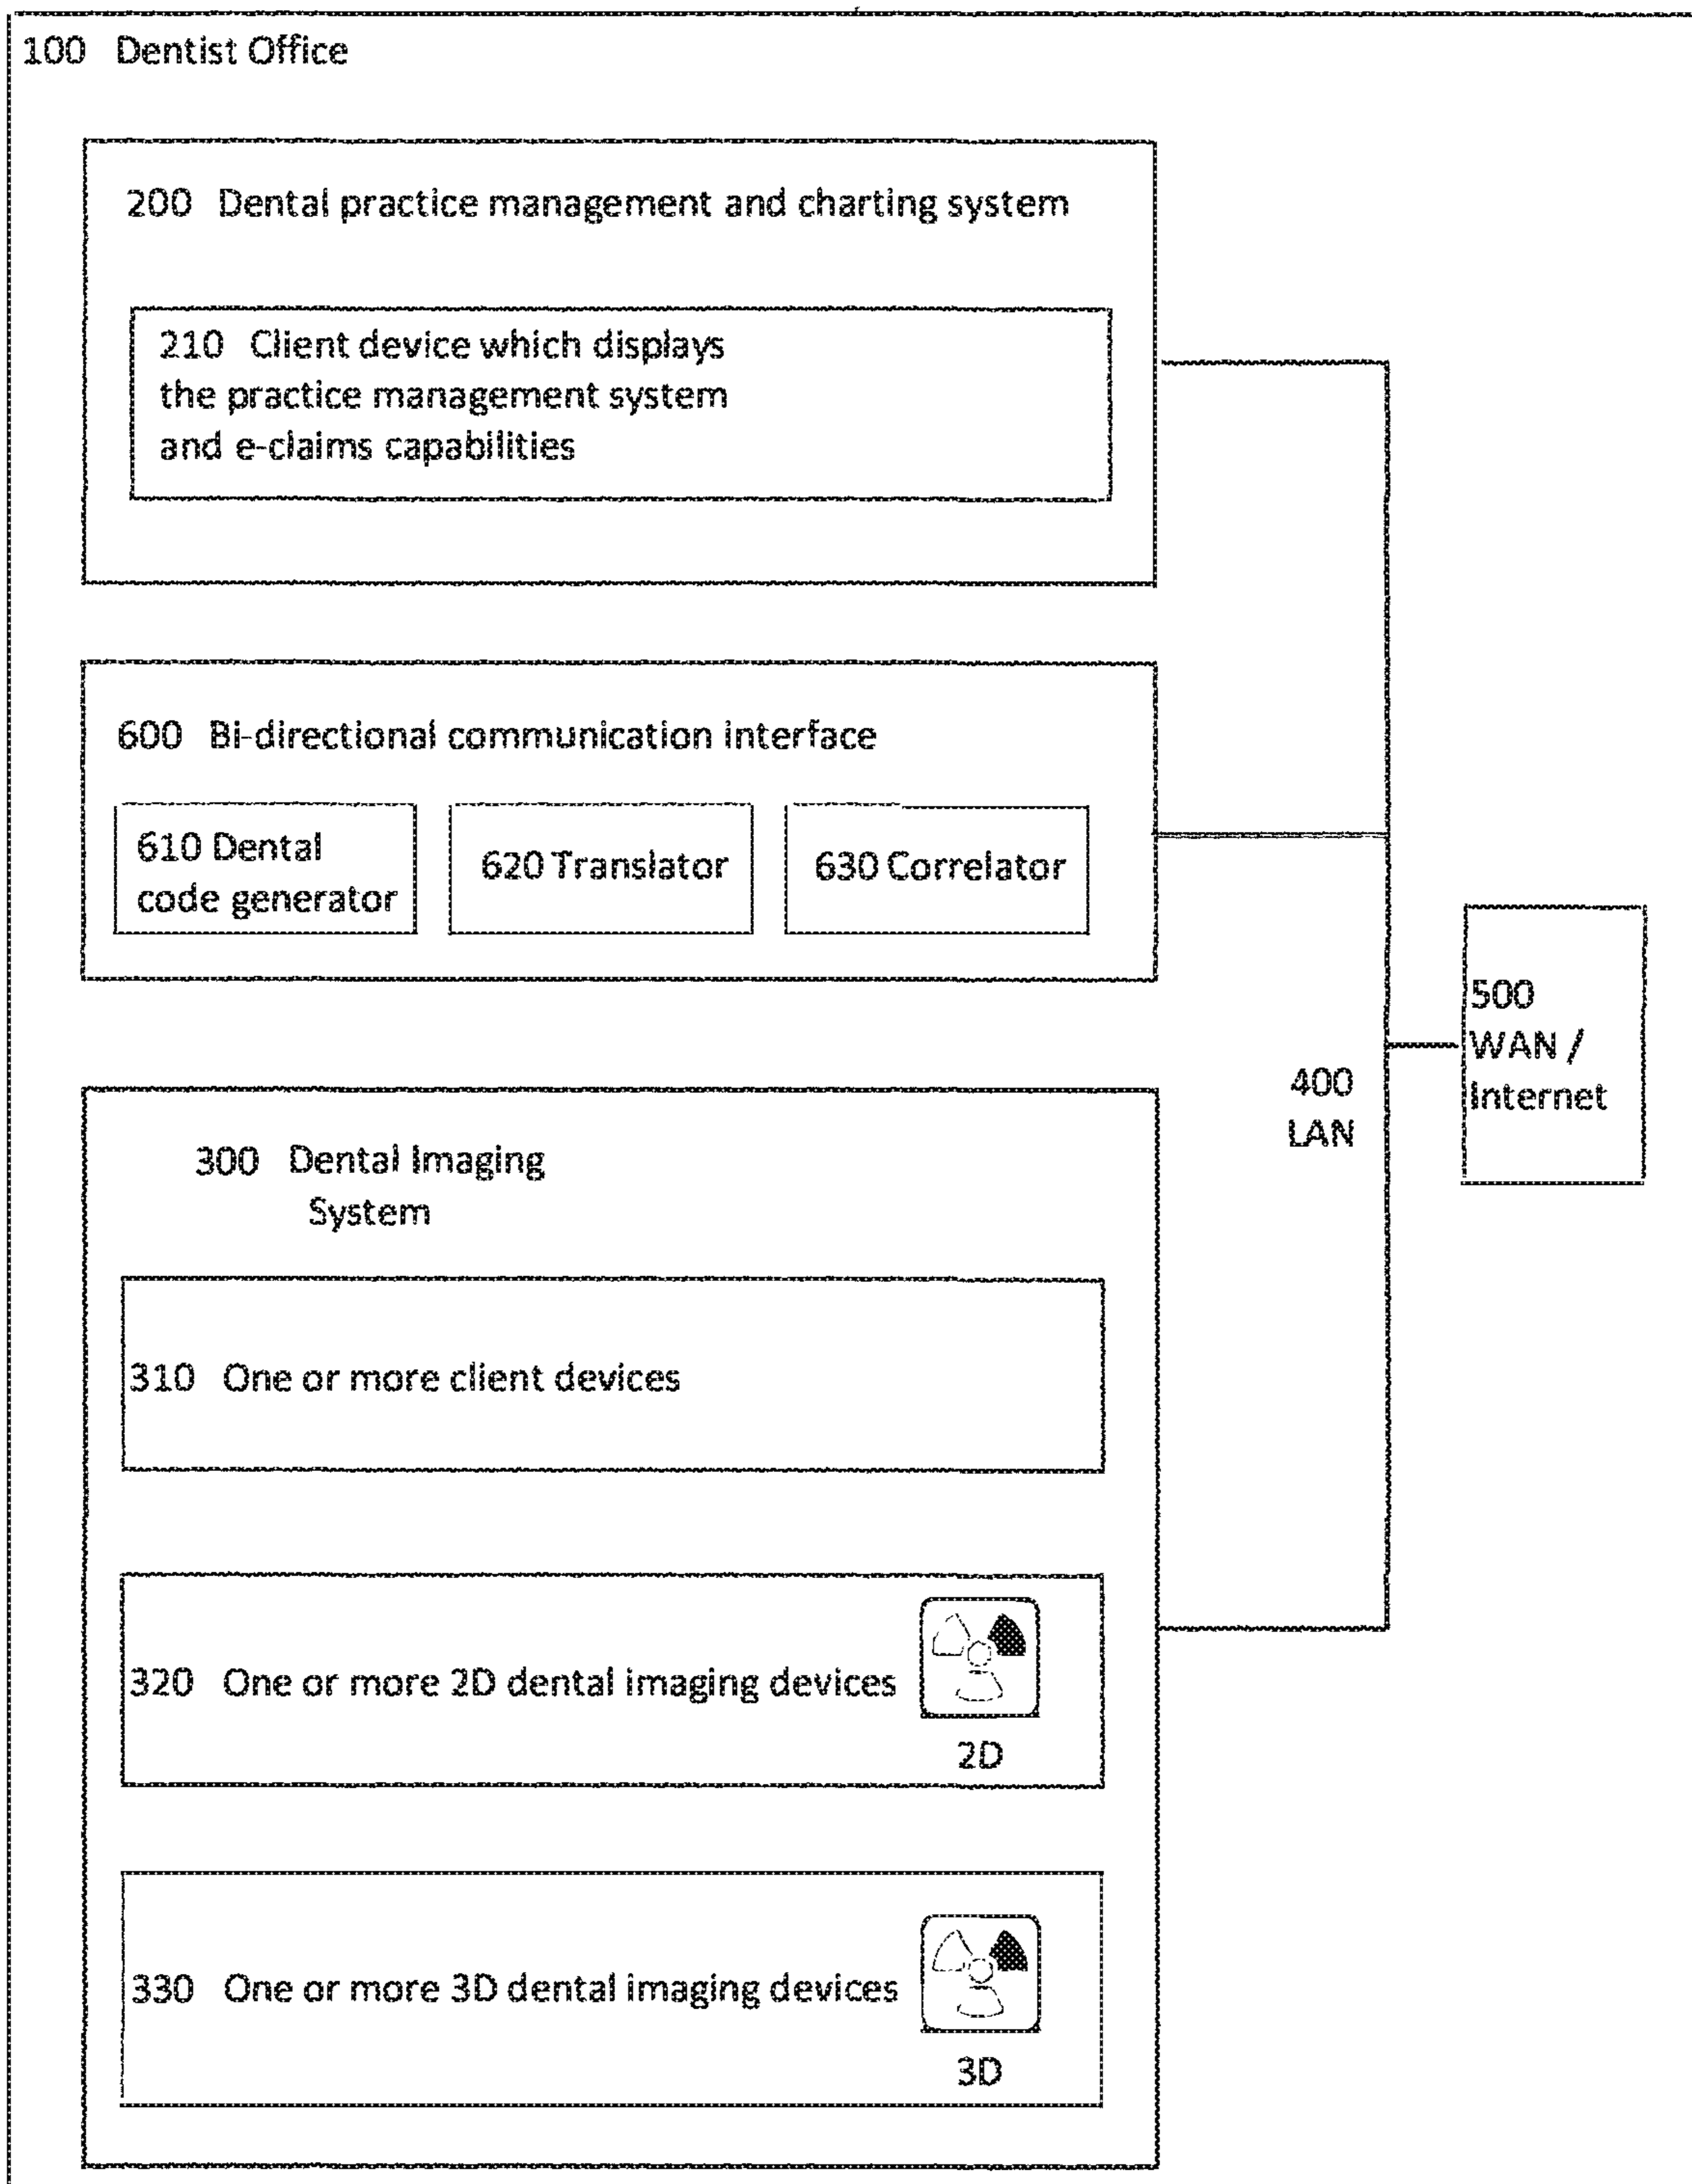 100 Dentist Office
200 Dental practice management and charting system
210 Client device which displays
the practice management system
and e-claims capabilities
600 Bi-directional communication interface
610 Dental
code generator
620 Translator
630 Correlator
500
WAN /
Internet
400
LAN
300 Dental Imaging
System
310 One or more client devices
320 One or more 2D dental imaging devices
2D
330 One or more 3D dental imaging devices
3D